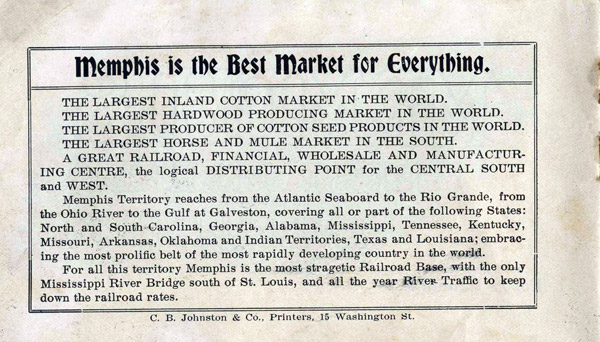 Memphis is the Best Market for Everything.
THE LARGEST INLAND COTTON MARKET IN THE WORLD.
THE LARGEST HARDWOOD PRODUCING MARKET IN THE WORLD.
THE LARGEST PRODUCER OF COTTON SEED PRODUCTS IN THE WORLD.
THE LARGEST HORSE AND MULE MARKET IN THE SOUTH.
A GREAT RAILROAD, FINANCIAL, WHOLESALE AND MANUFACTUR-
ING CENTRE, the logical DISTRIBUTING POINT for the CENTRAL SOUTH
and WEST.
Memphis Territory reaches from the Atlantic Seaboard to the Rio Grande, from
the Ohio River to the Gulf at Galveston, covering all or part of the following States:
North and South Carolina, Georgia, Alabama, Mississippi, Tennessee, Kentucky,
Missouri, Arkansas, Oklahoma and Indian Territories, Texas and Louisiana; embrac-
ing the most prolific belt of the most rapidly developing country in the world.
For all this territory Memphis is the most stragetic Railroad Base, with the only
Mississippi River Bridge south of St. Louis, and all the year River Traffic to keep
down the railroad rates.
C. B. Johnston & Co., Printers, 15 Washington St.